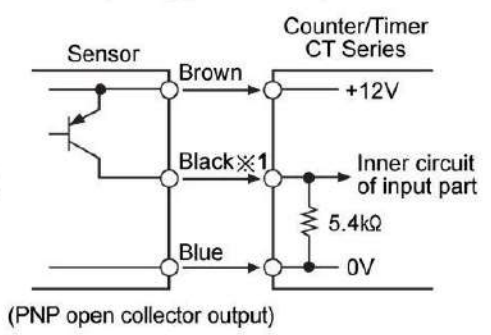 Counter/Timer
CT Series
Sensor
Brown
+12V
Black※1
Inner circuit
of input part
5.4kΩ
Blue
0V
(PNP open collector output)